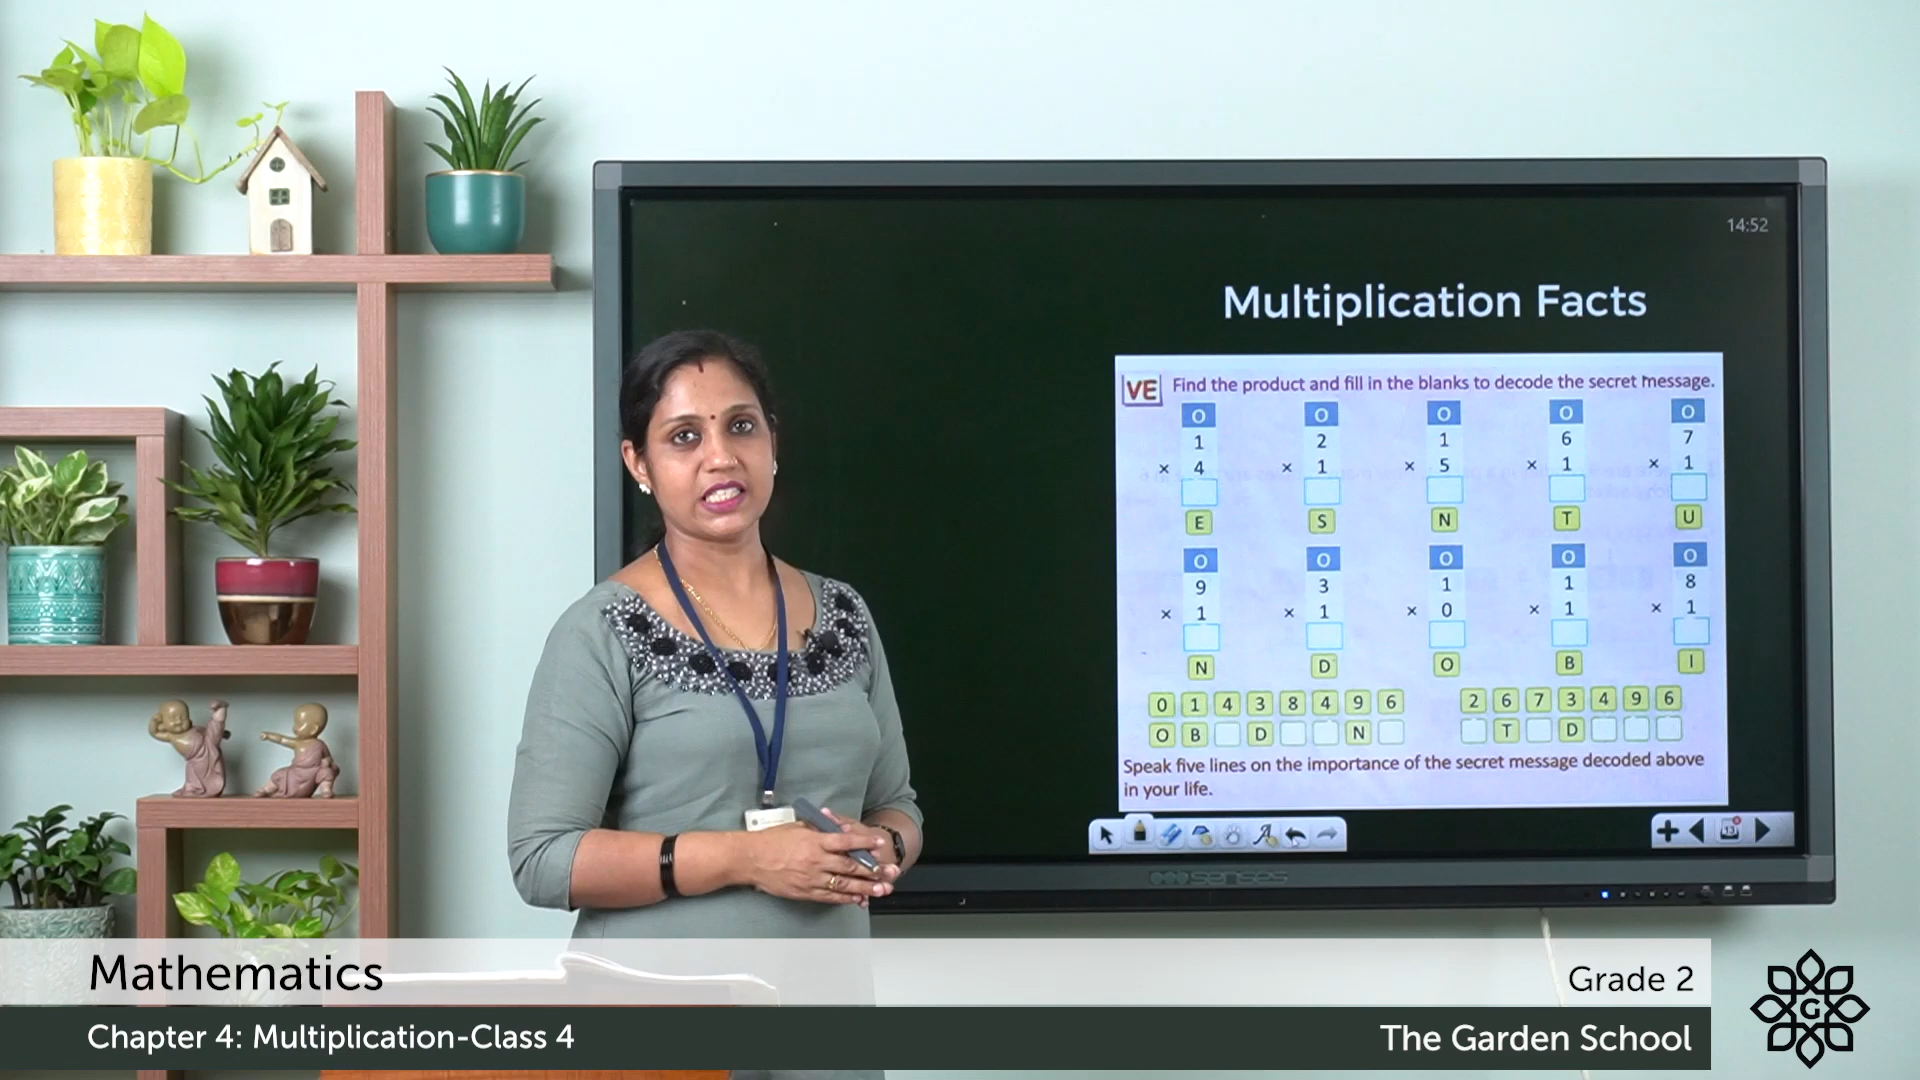 14:52
Multiplication Facts
VE Find the product and fill in the blanks to decode the secret message.
O O O O O
1 2 1 6 7
× 4 × 1 × 5 × 1 × 1
E S N T U
O O O O O
9 3 1 1 8
× 1 × 1 × 0 × 1 × 1
N D O B I
0 1 4 3 8 4 9 6 2 6 7 3 4 9 6
O B D N T D
Speak five lines on the importance of the secret message decoded above
in your life.
senses
Mathematics
Grade 2
Chapter 4: Multiplication-Class 4
The Garden School
G